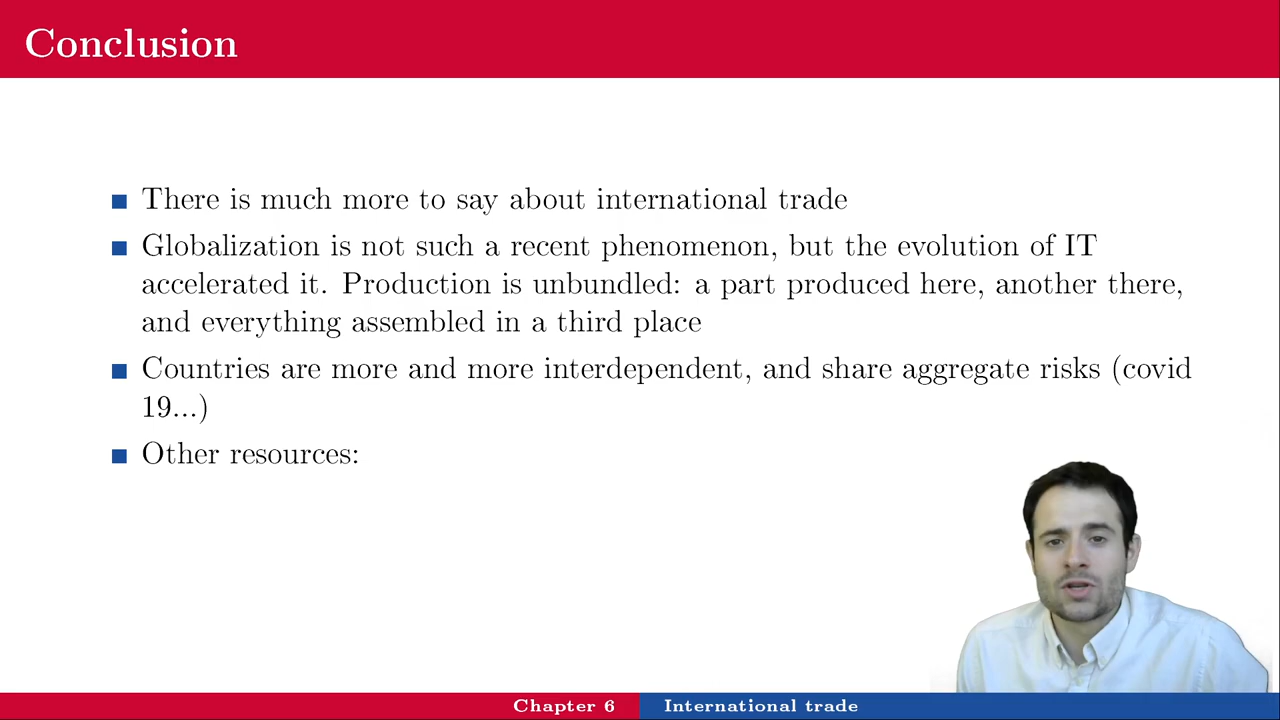 Conclusion
There is much more to say about international trade
Globalization is not such a recent phenomenon, but the evolution of IT
accelerated it. Production is unbundled: a part produced here, another there,
and everything assembled in a third place
Countries are more and more interdependent, and share aggregate risks (covid
19...)
Other resources:
Chapter 6
International trade